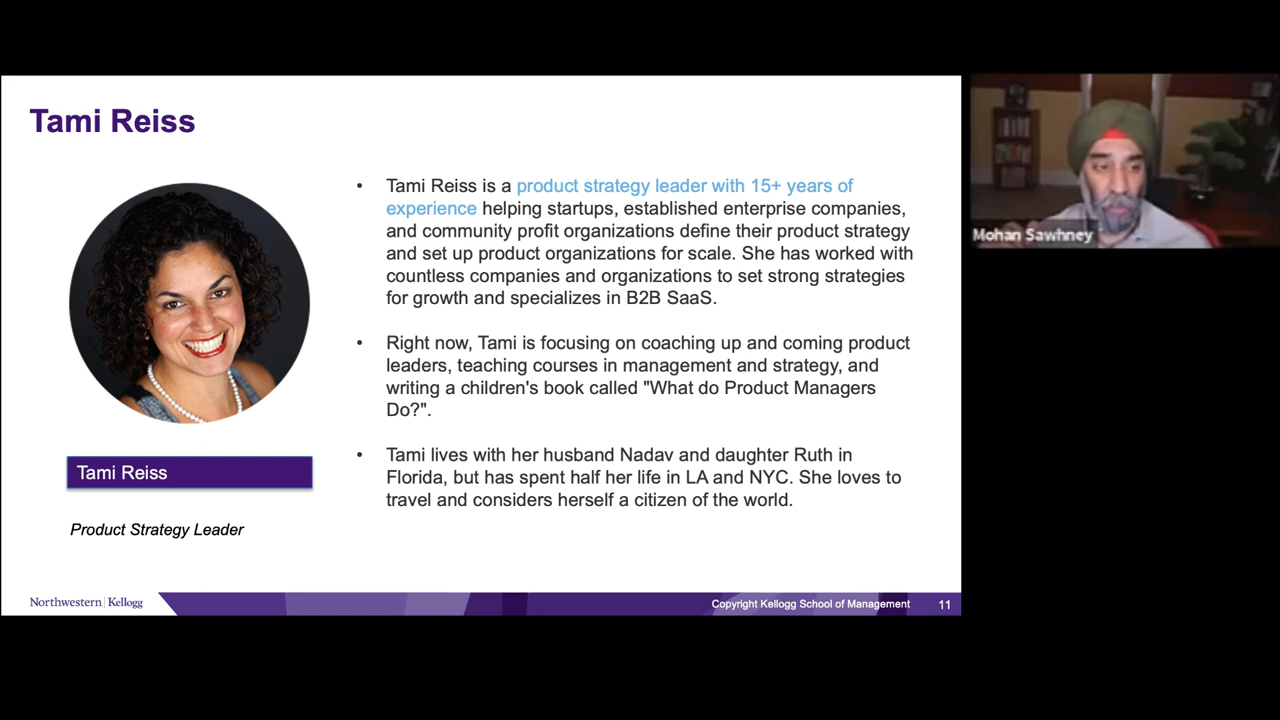 Tami Reiss
• Tami Reiss is a product strategy leader with 15+ years of
experience helping startups, established enterprise companies,
and community profit organizations define their product strategy
and set up product organizations for scale. She has worked with
countless companies and organizations to set strong strategies
for growth and specializes in B2B SaaS.
• Right now, Tami is focusing on coaching up and coming product
leaders, teaching courses in management and strategy, and
writing a children's book called "What do Product Managers
Do?".
• Tami lives with her husband Nadav and daughter Ruth in
Florida, but has spent half her life in LA and NYC. She loves to
travel and considers herself a citizen of the world.
Tami Reiss
Product Strategy Leader
Northwestern | Kellogg
Copyright Kellogg School of Management 11
Mohan Sawhney